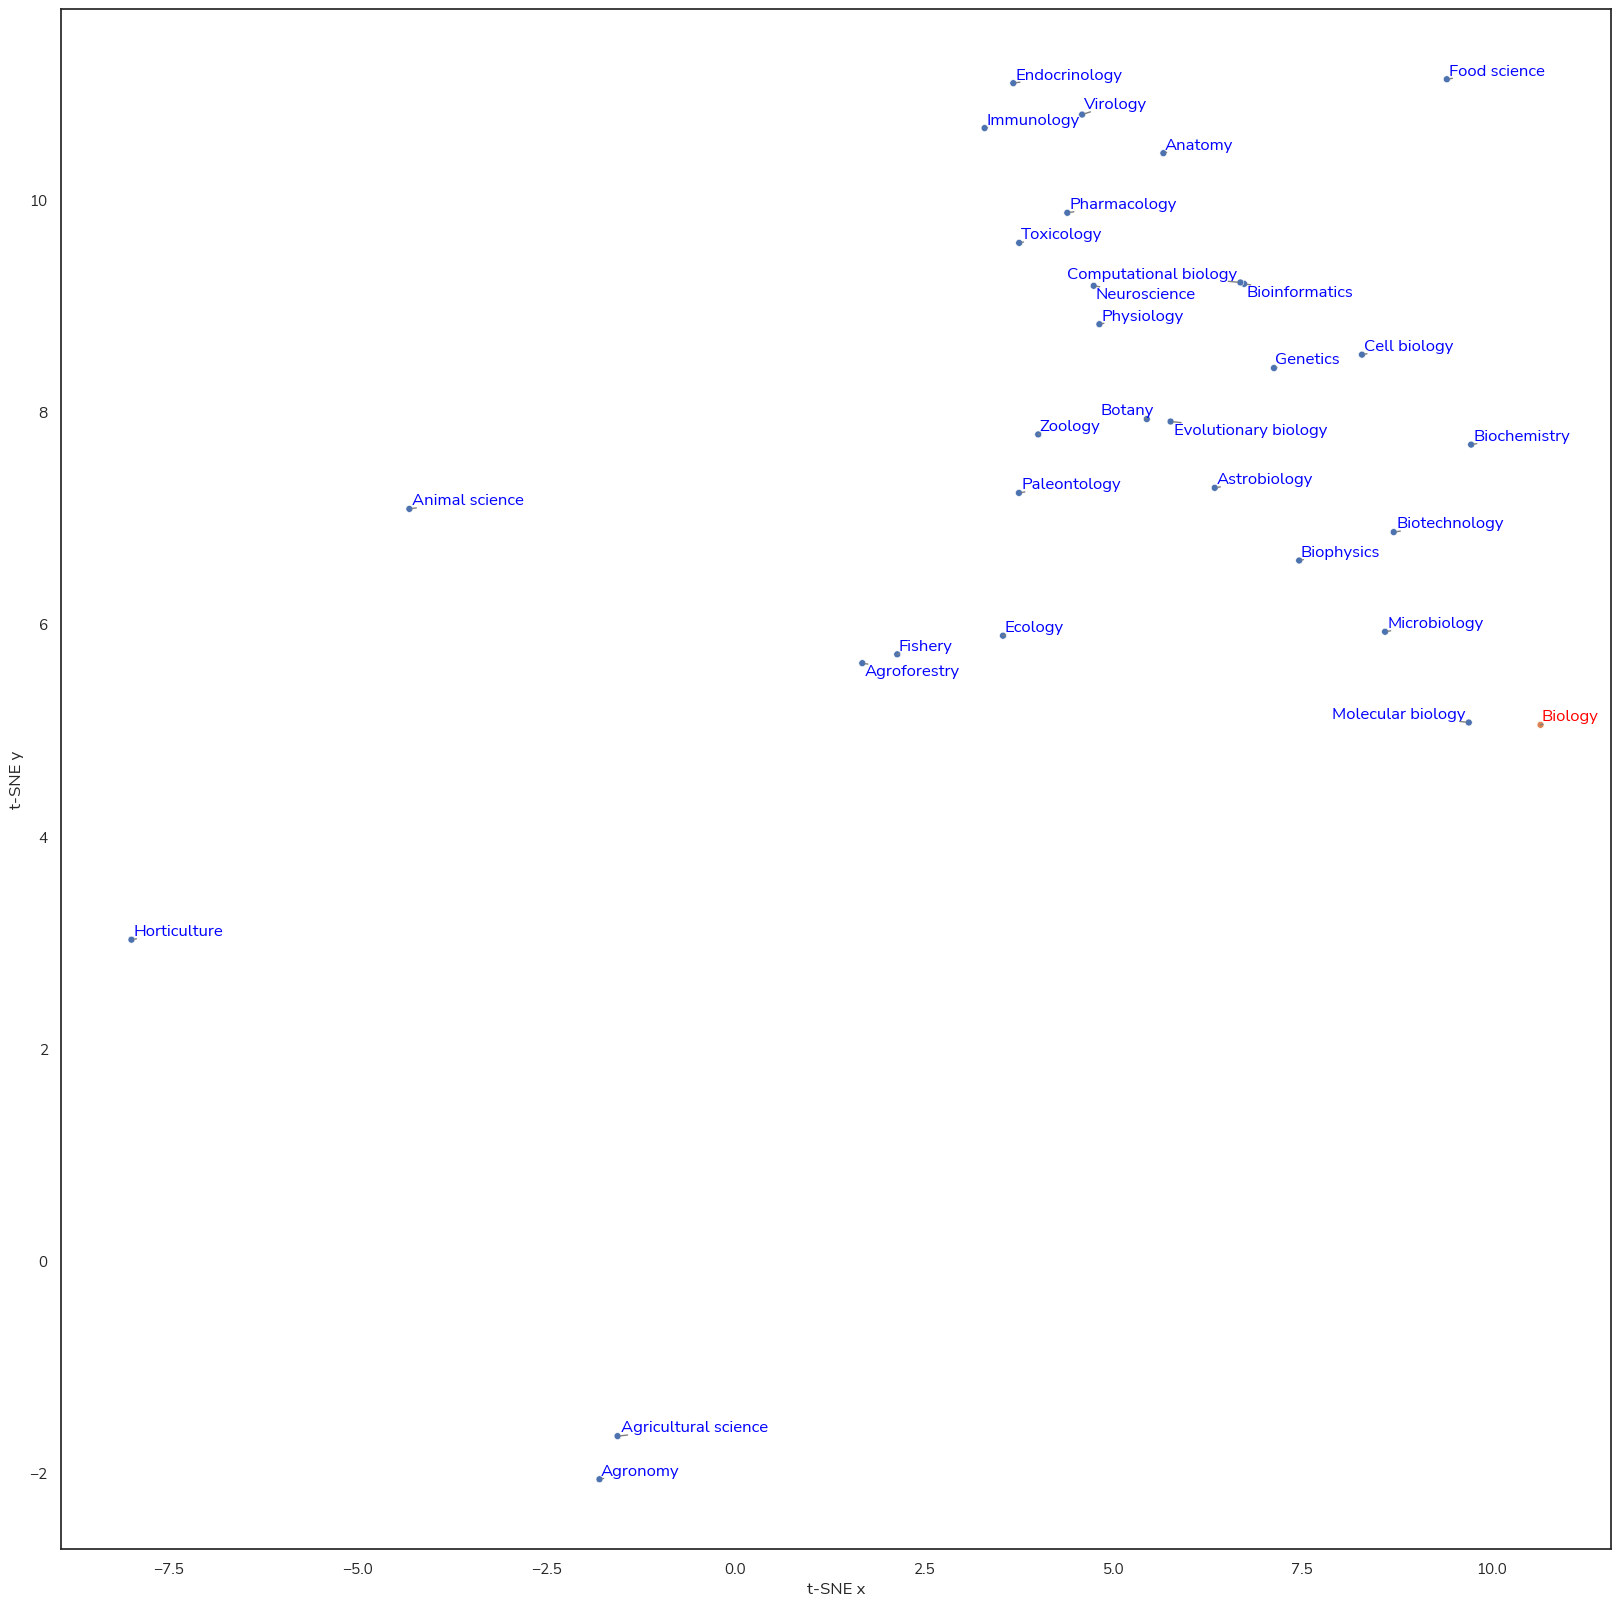 Food science
Endocrinology
Virology
Immunology
Anatomy
10
Pharmacology
Toxicology
Computational biology
Neuroscience
Bioinformatics
Physiology
Cell biology
Genetics
8
Botany
Zoology
Evolutionary biology
Biochemistry
Paleontology
Astrobiology
Animal science
Biotechnology
Biophysics
6
Ecology
Microbiology
Fishery
Agroforestry
Molecular biology
Biology
t-SNE y
4
Horticulture
2
0
Agricultural science
Agronomy
−2
−7.5 −5.0 −2.5 0.0 2.5 5.0 7.5 10.0
t-SNE x